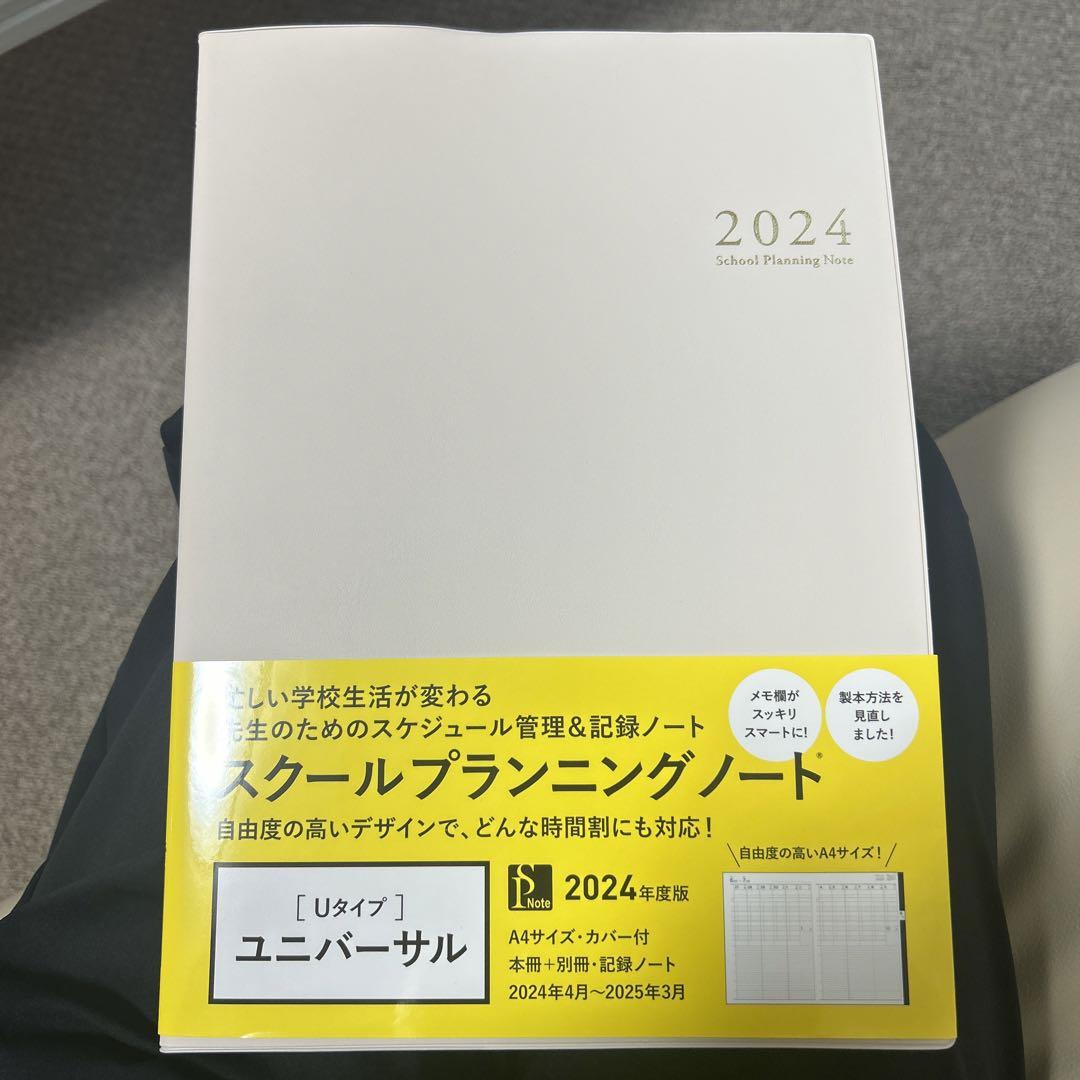 2024
School Planning Note
忙しい学校生活が変わる
先生のためのスケジュール管理&記録ノート
スクールプランニングノート®
自由度の高いデザインで、どんな時間割にも対応！
メモ欄が
スッキリ
スマートに！
製本方法を
見直し
ました！
［Uタイプ］
ユニバーサル
SP Note
2024年度版
A4サイズ・カバー付
本冊＋別冊・記録ノート
2024年4月～2025年3月
自由度の高いA4サイズ！